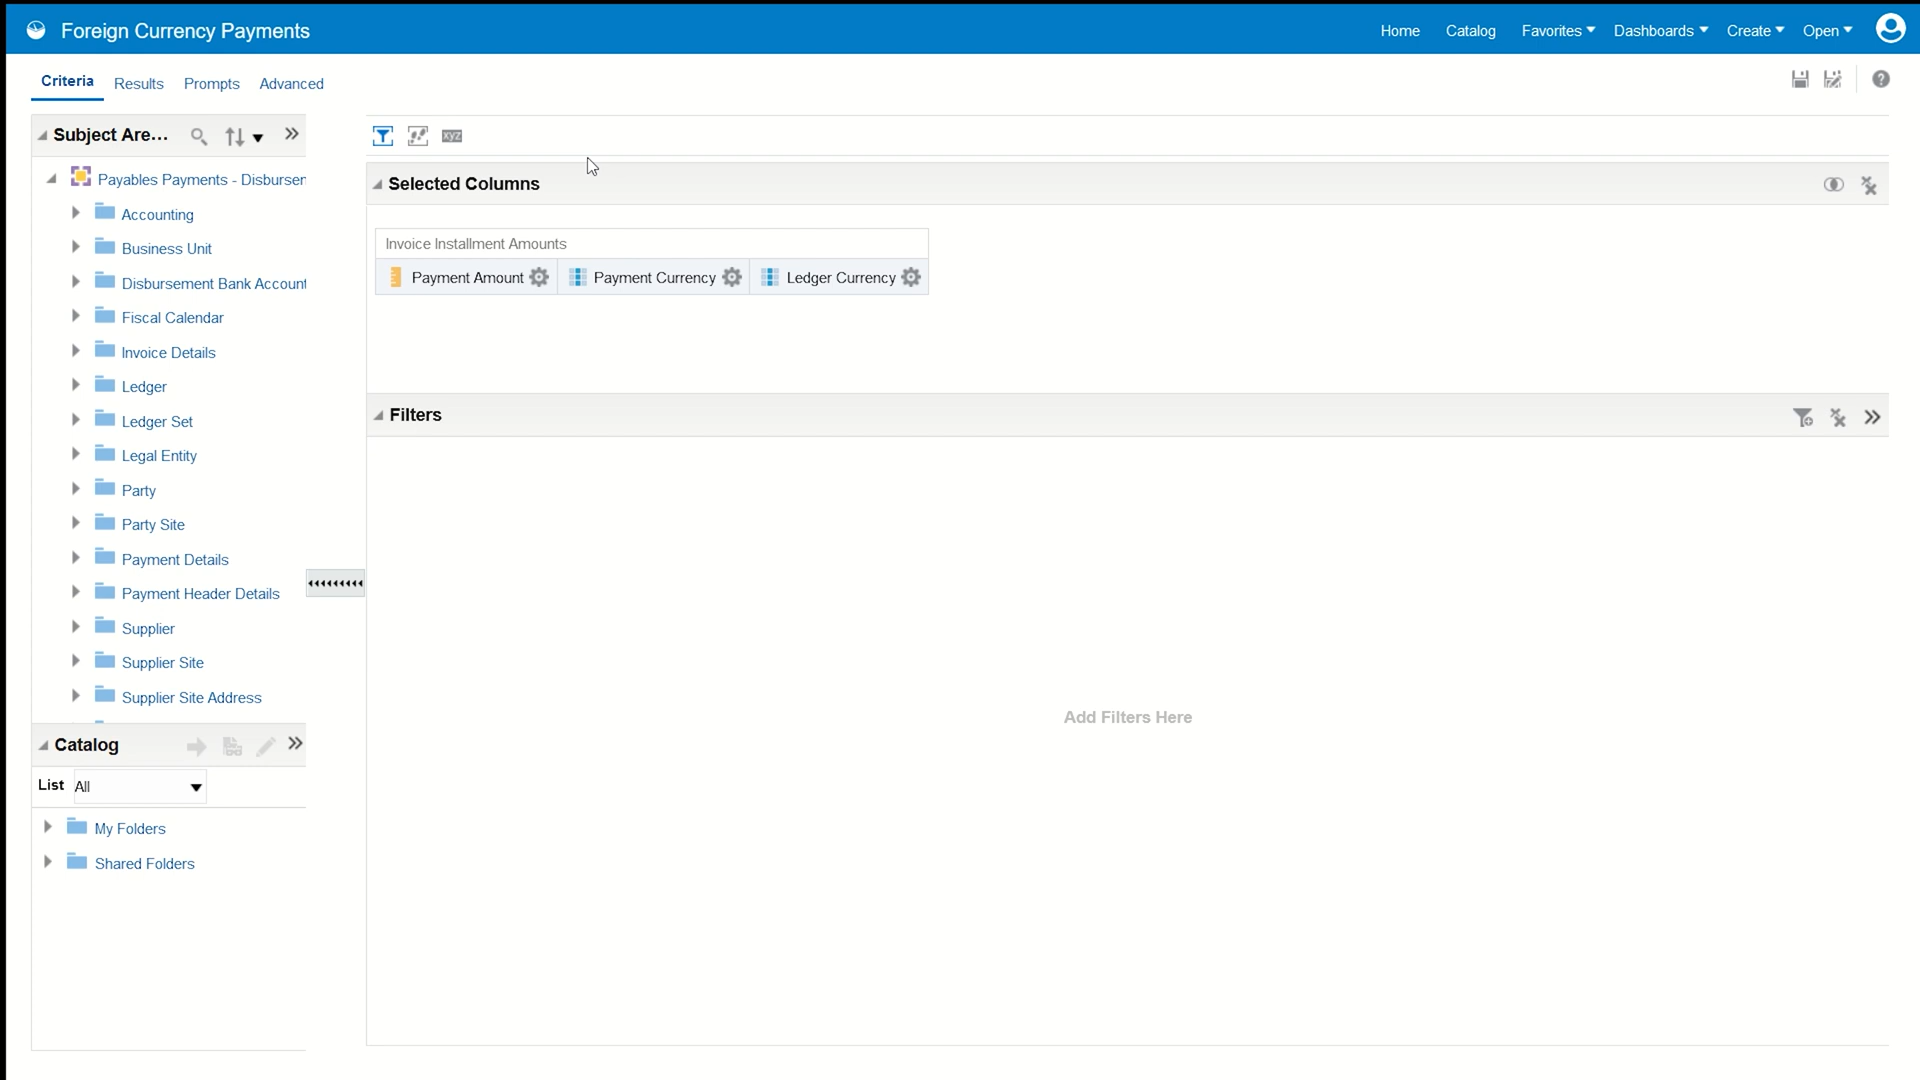 Foreign Currency Payments
Home Catalog Favorites Dashboards Create Open
Criteria Results Prompts Advanced
Subject Are...
xyz
Payables Payments - Disburser
Selected Columns
Accounting
Invoice Installment Amounts
Business Unit
Payment Amount Payment Currency Ledger Currency
Disbursement Bank Account
Fiscal Calendar
Invoice Details
Ledger
Filters
Ledger Set
Legal Entity
Party
Party Site
Payment Details
Payment Header Details
Supplier
Supplier Site
Supplier Site Address
Add Filters Here
Catalog
List All
My Folders
Shared Folders